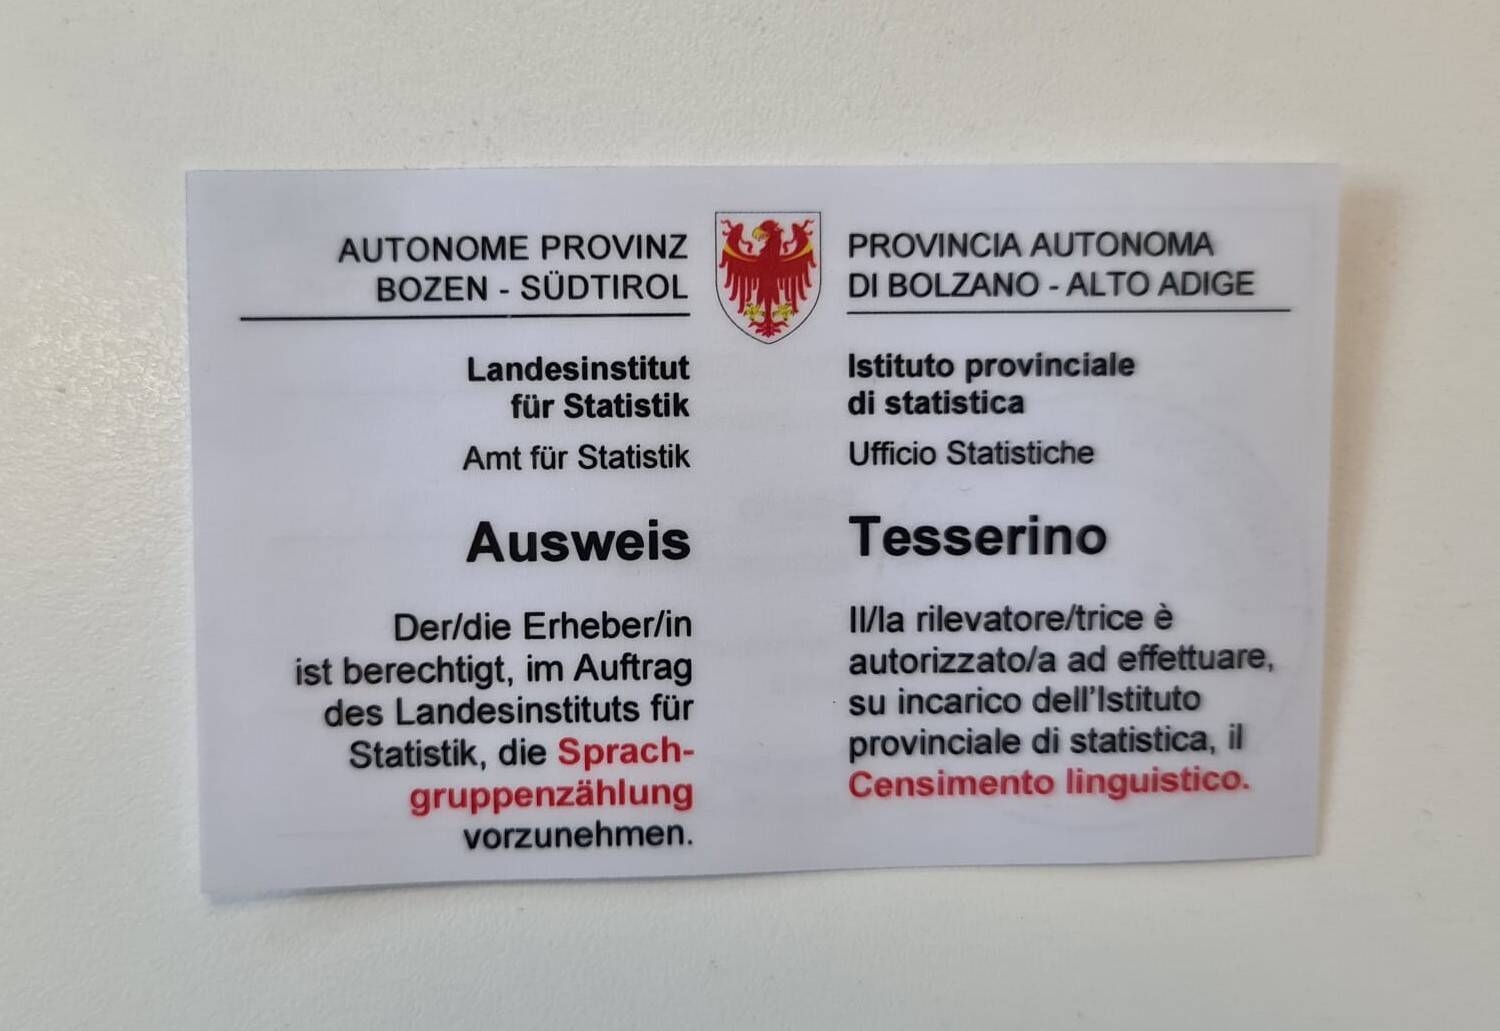 AUTONOME PROVINZ
BOZEN - SÜDTIROL
Landesinstitut
für Statistik
Amt für Statistik
Ausweis
Der/die Erheber/in
ist berechtigt, im Auftrag
des Landesinstituts für
Statistik, die Sprach-
gruppenzählung
vorzunehmen.
PROVINCIA AUTONOMA
DI BOLZANO - ALTO ADIGE
Istituto provinciale
di statistica
Ufficio Statistiche
Tesserino
Il/la rilevatore/trice è
autorizzato/a ad effettuare,
su incarico dell'Istituto
provinciale di statistica, il
Censimento linguistico.